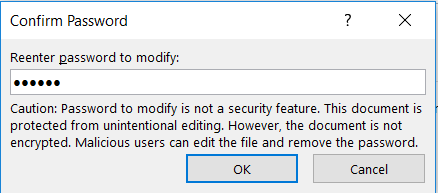 Confirm Password ? ×
Reenter password to modify:
••••••
Caution: Password to modify is not a security feature. This document is
protected from unintentional editing. However, the document is not
encrypted. Malicious users can edit the file and remove the password.
OK Cancel